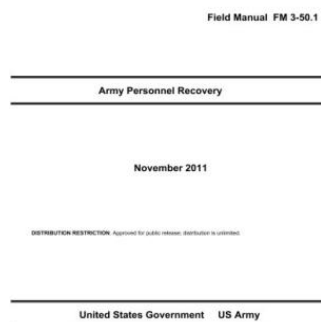 Field Manual FM 3-50.1
Army Personnel Recovery
November 2011
DISTRIBUTION RESTRICTION: Approved for public release; distribution is unlimited.
United States Government US Army